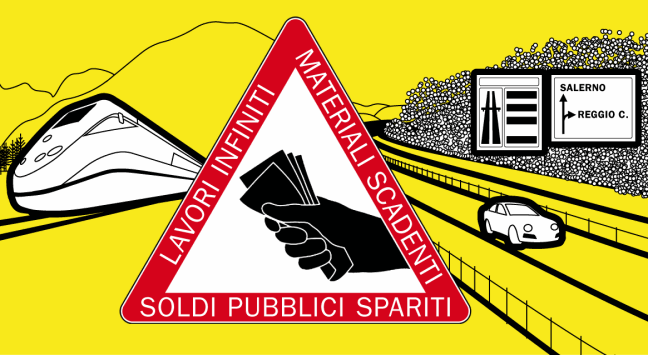 LAVORI INFINITI
MATERIALI SCADENTI
SOLDI PUBBLICI SPARITI
SALERNO
REGGIO C.